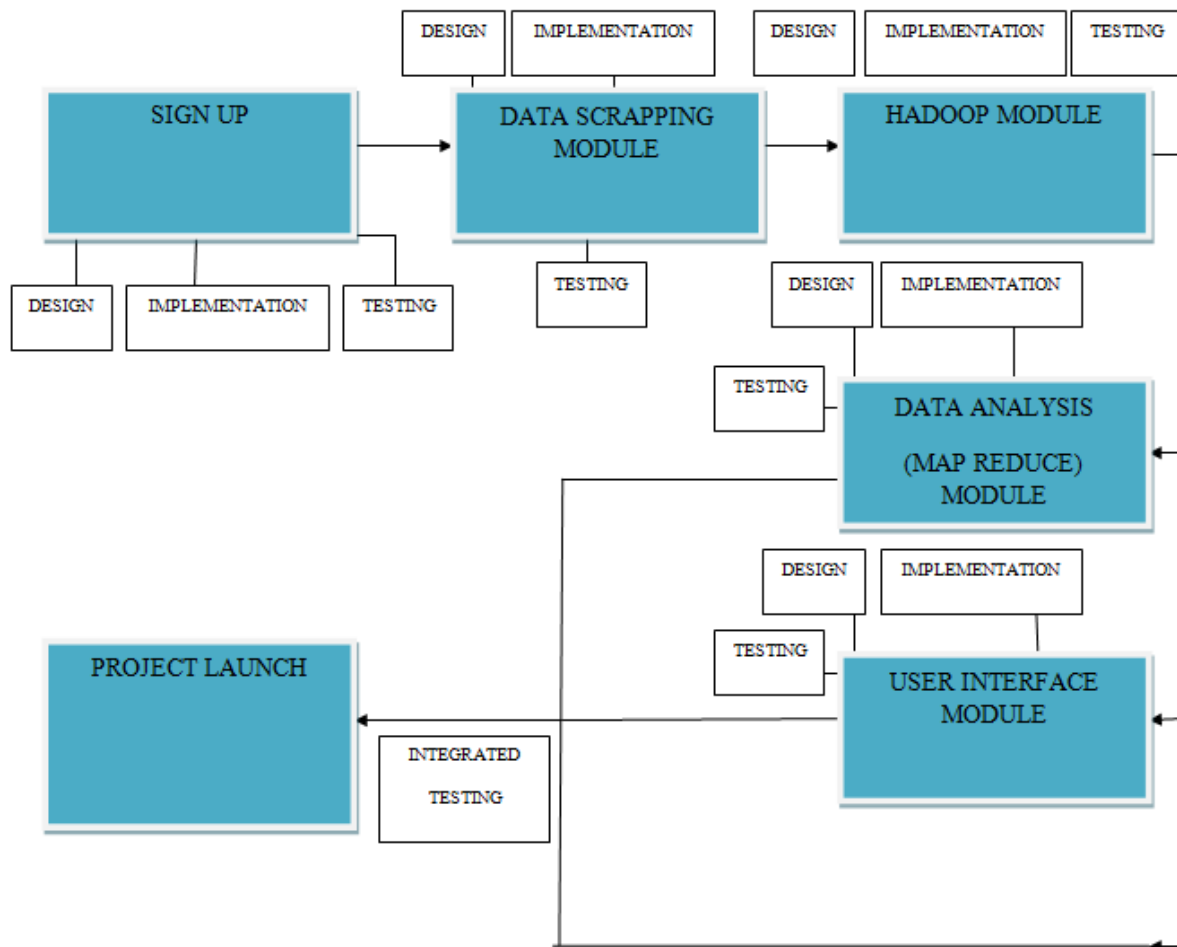 DESIGN
IMPLEMENTATION
DESIGN
IMPLEMENTATION
TESTING
SIGN UP
DATA SCRAPPING
MODULE
HADOOP MODULE
DESIGN
IMPLEMENTATION
TESTING
TESTING
DESIGN
IMPLEMENTATION
TESTING
DATA ANALYSIS
(MAP REDUCE)
MODULE
DESIGN
IMPLEMENTATION
TESTING
PROJECT LAUNCH
USER INTERFACE
MODULE
INTEGRATED
TESTING